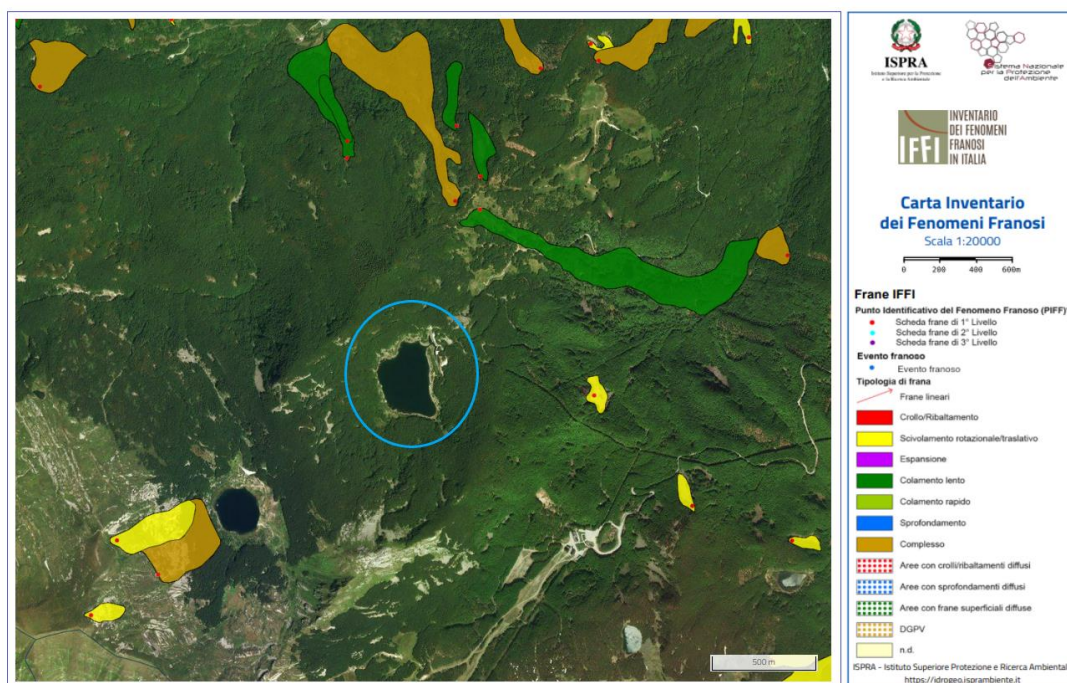 ISPRA
Istituto Superiore per la Protezione
e la Ricerca Ambientale
Sistema Nazionale
per la Protezione
dell'Ambiente
IFFI
INVENTARIO
DEI FENOMENI
FRANOSI
IN ITALIA
Carta Inventario
dei Fenomeni Franosi
Scala 1:20000
0 200 400 600m
Frane IFFI
Punto Identificativo del Fenomeno Franoso (PIFF)
Scheda frane di 1° Livello
Scheda frane di 2° Livello
Scheda frane di 3° Livello
Evento franoso
Evento franoso
Tipologia di frana
Frane lineari
Crollo/Ribaltamento
Scivolamento rotazionale/traslativo
Espansione
Colamento lento
Colamento rapido
Sprofondamento
Complesso
Aree con crolli/ribaltamenti diffusi
Aree con sprofondamenti diffusi
Aree con frane superficiali diffuse
DGPV
n.d.
500 m
ISPRA - Istituto Superiore Protezione e Ricerca Ambiental
https://idrogeo.isprambiente.it